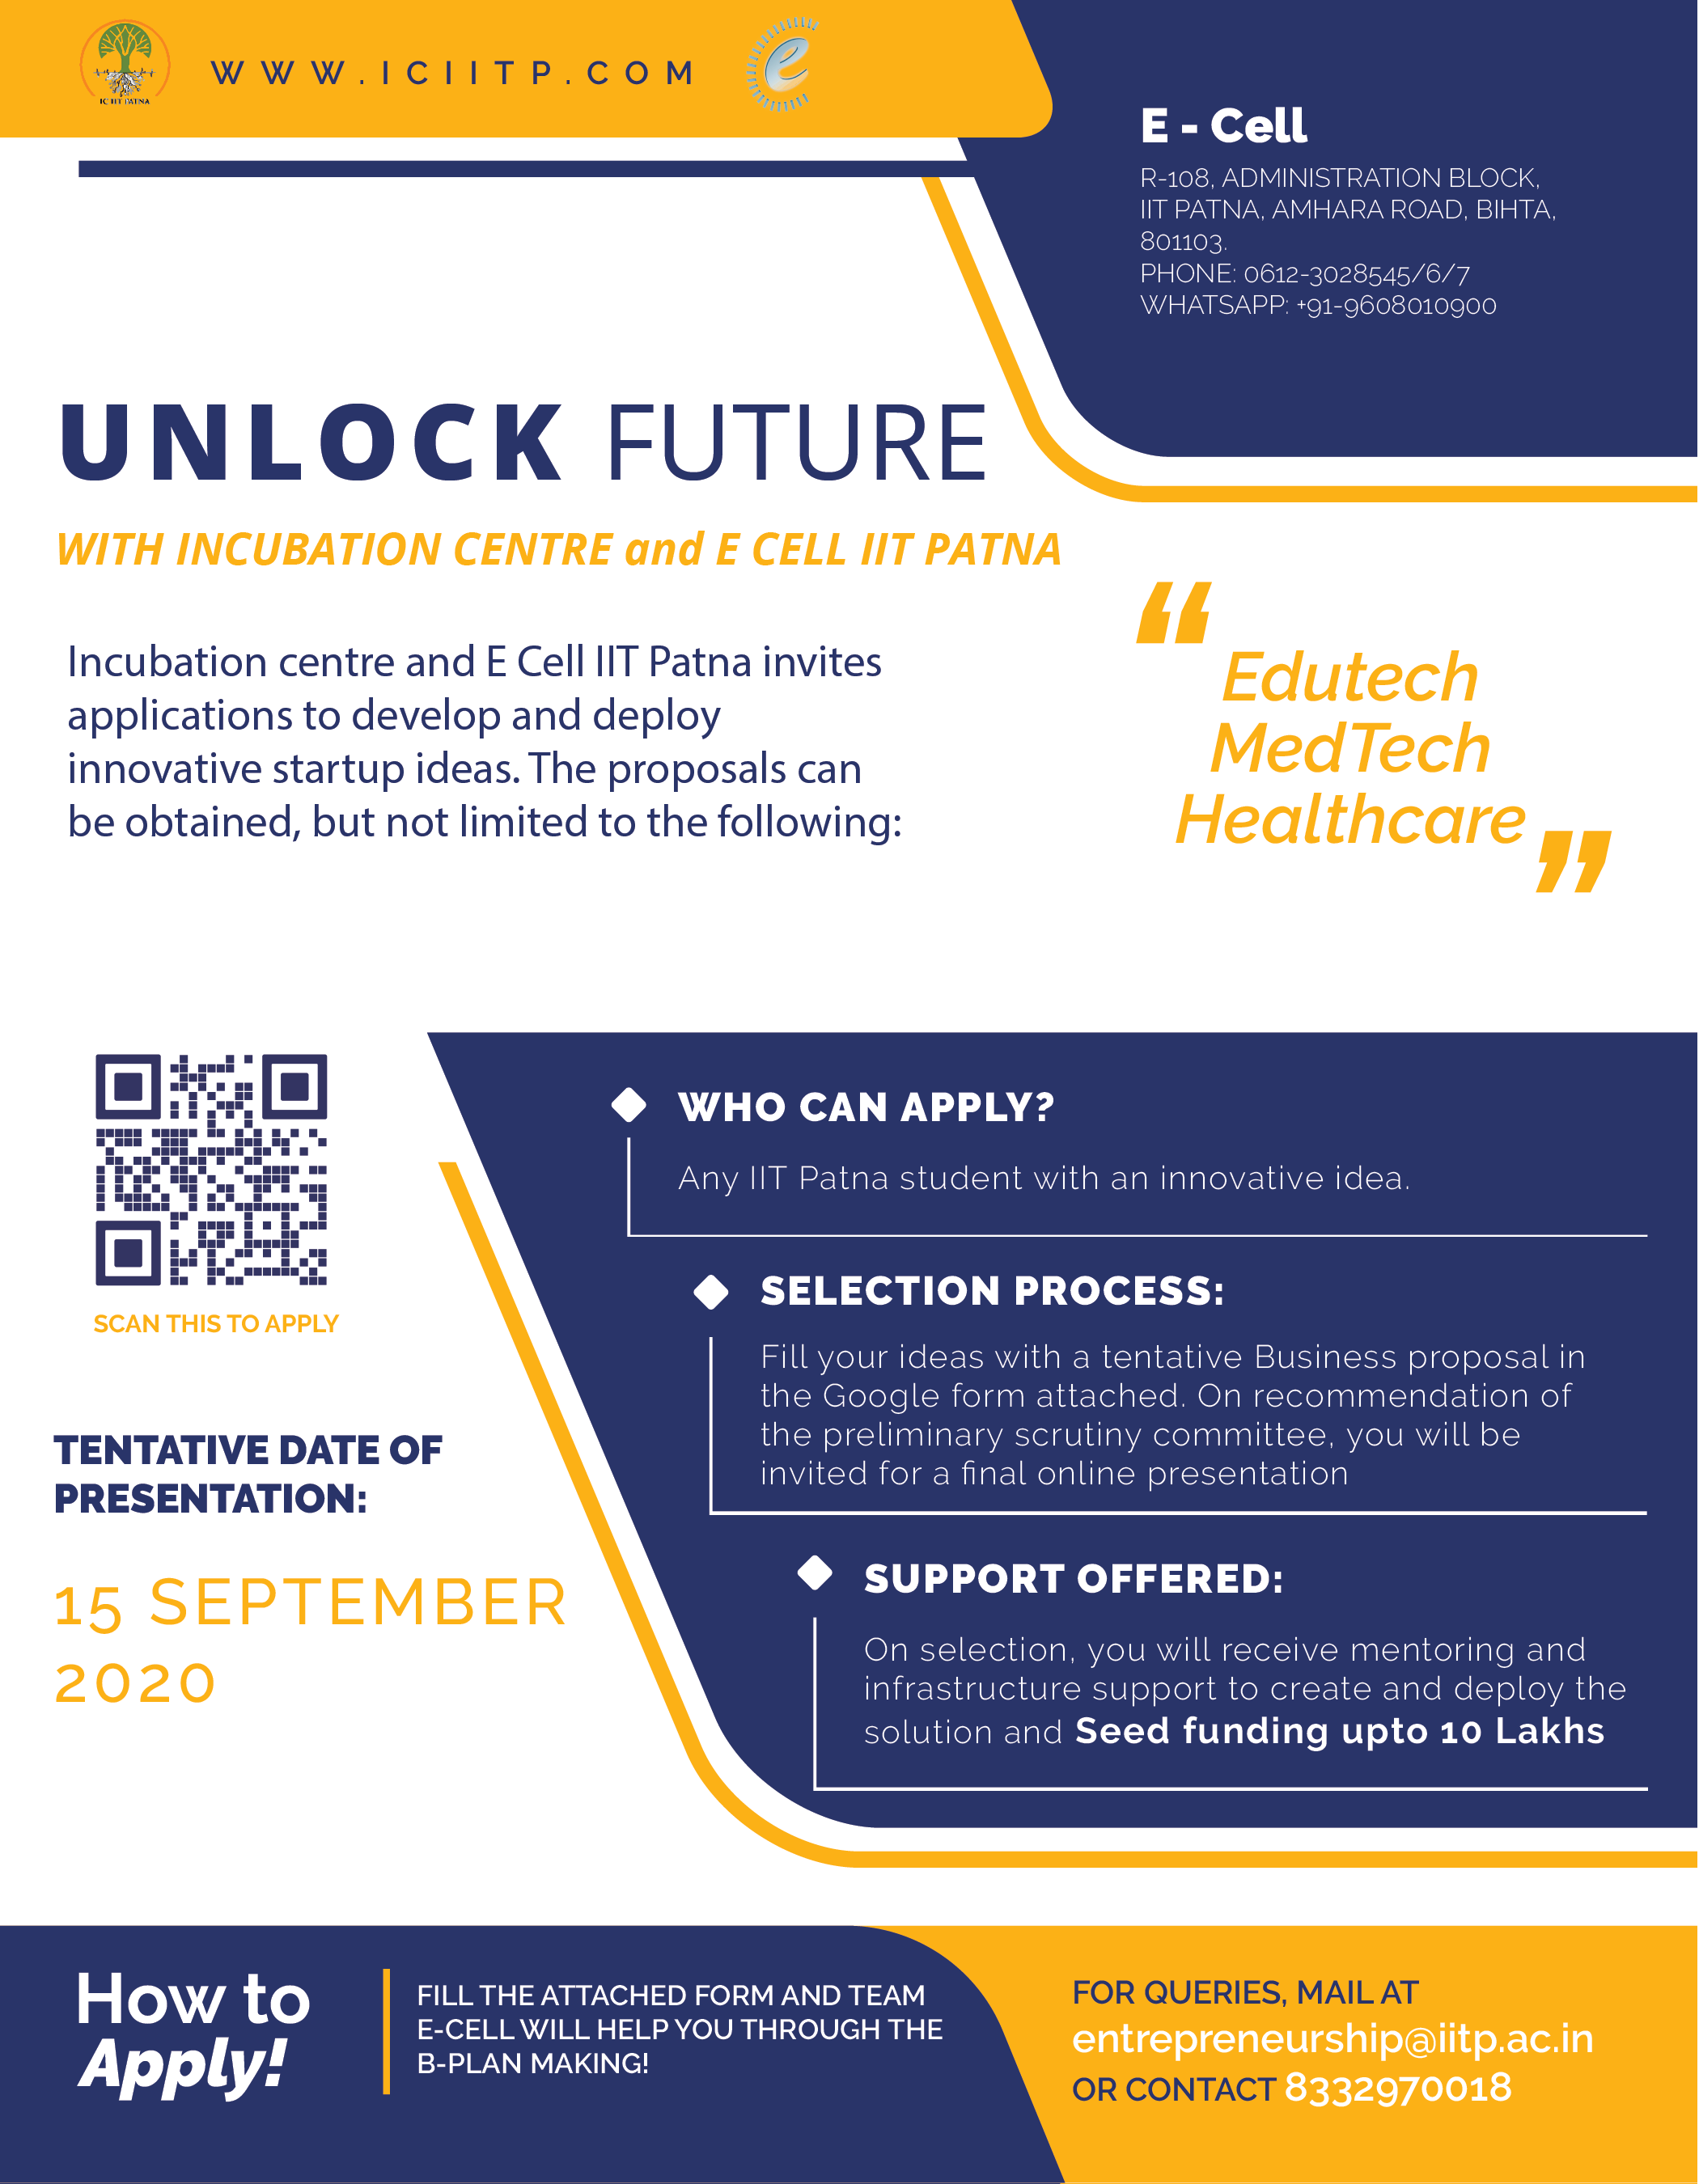 IC IIT PATNA
WWW.ICIITP.COM
e
E - Cell
R-108, ADMINISTRATION BLOCK,
IIT PATNA, AMHARA ROAD, BIHTA,
801103.
PHONE: 0612-3028545/6/7
WHATSAPP: +91-9608010900
UNLOCK FUTURE
WITH INCUBATION CENTRE and E CELL IIT PATNA
Incubation centre and E Cell IIT Patna invites
applications to develop and deploy
innovative startup ideas. The proposals can
be obtained, but not limited to the following:
“
Edutech
MedTech
Healthcare
”
SCAN THIS TO APPLY
TENTATIVE DATE OF
PRESENTATION:
15 SEPTEMBER
2020
WHO CAN APPLY?
Any IIT Patna student with an innovative idea.
SELECTION PROCESS:
Fill your ideas with a tentative Business proposal in
the Google form attached. On recommendation of
the preliminary scrutiny committee, you will be
invited for a final online presentation
SUPPORT OFFERED:
On selection, you will receive mentoring and
infrastructure support to create and deploy the
solution and Seed funding upto 10 Lakhs
How to
Apply!
FILL THE ATTACHED FORM AND TEAM
E-CELL WILL HELP YOU THROUGH THE
B-PLAN MAKING!
FOR QUERIES, MAIL AT
entrepreneurship@iitp.ac.in
OR CONTACT 8332970018